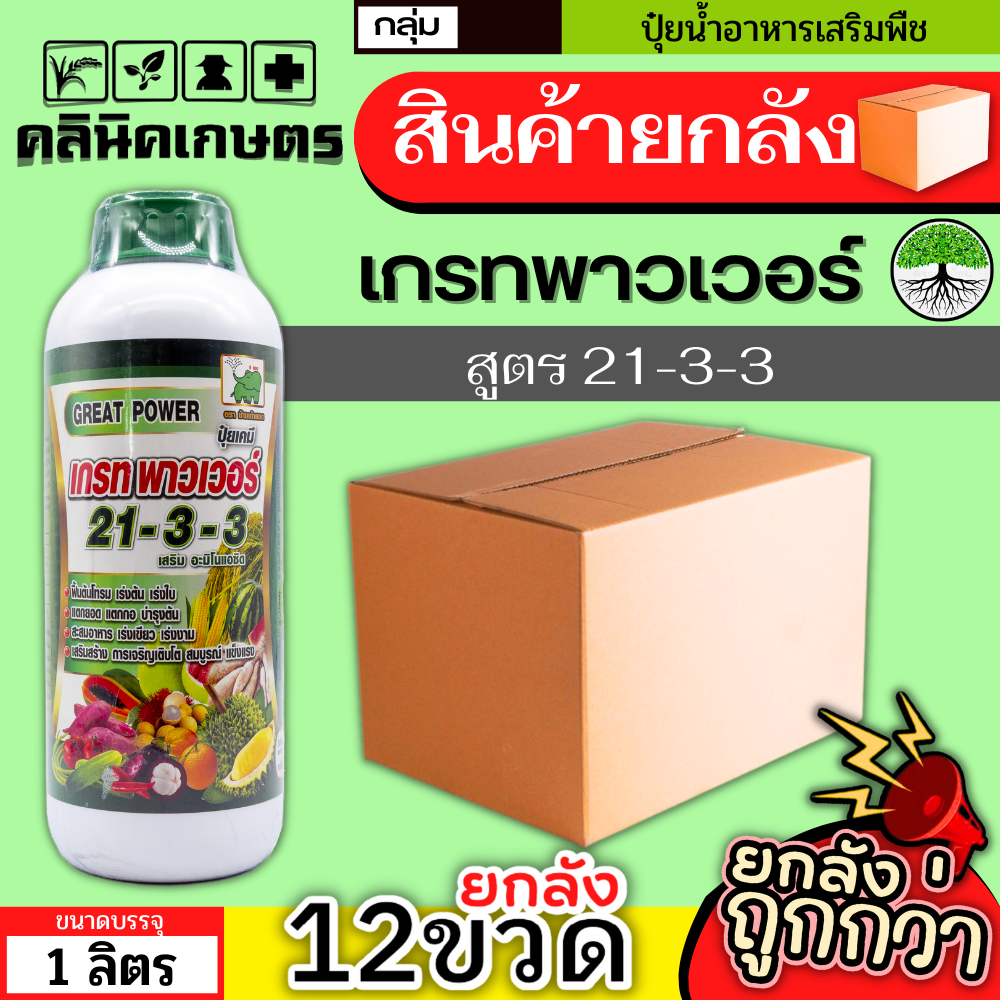 กลุ่ม
ปุ๋ยน้ำอาหารเสริมพืช
คลินิคเกษตร
สินค้ายกลัง
เกรทพาวเวอร์
สูตร 21-3-3
GREAT POWER
ปุ๋ยเคมี
เกรท พาวเวอร์
21-3-3
เสริม อะมิโนแอซิด
ฟื้นต้นโทรม เร่งต้น เร่งใบ
แตกยอด แตกกอ บำรุงต้น
สะสมอาหาร เร่งเขียว เร่งงาม
เสริมสร้าง การเจริญเติบโต สมบูรณ์ แข็งแรง
ขนาดบรรจุ
1 ลิตร
ยกลัง
12ขวด
ยกลัง
ถูกกว่า